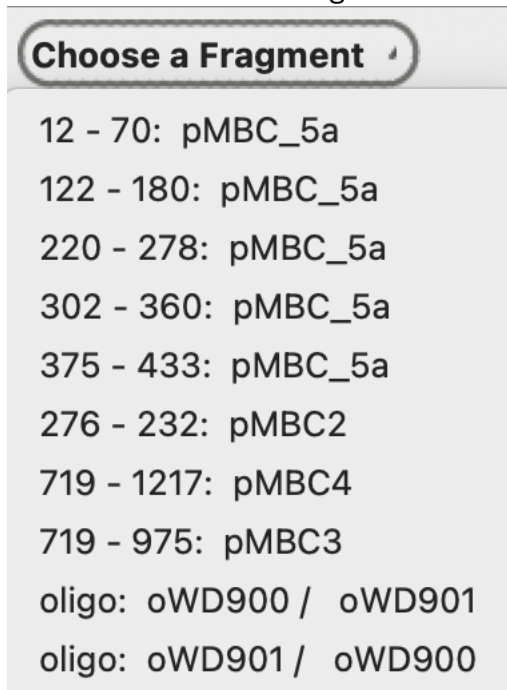 Choose a Fragment
12 - 70: pMBC_5a
122 - 180: pMBC_5a
220 - 278: pMBC_5a
302 - 360: pMBC_5a
375 - 433: pMBC_5a
276 - 232: pMBC2
719 - 1217: pMBC4
719 - 975: pMBC3
oligo: oWD900 / oWD901
oligo: oWD901 / oWD900